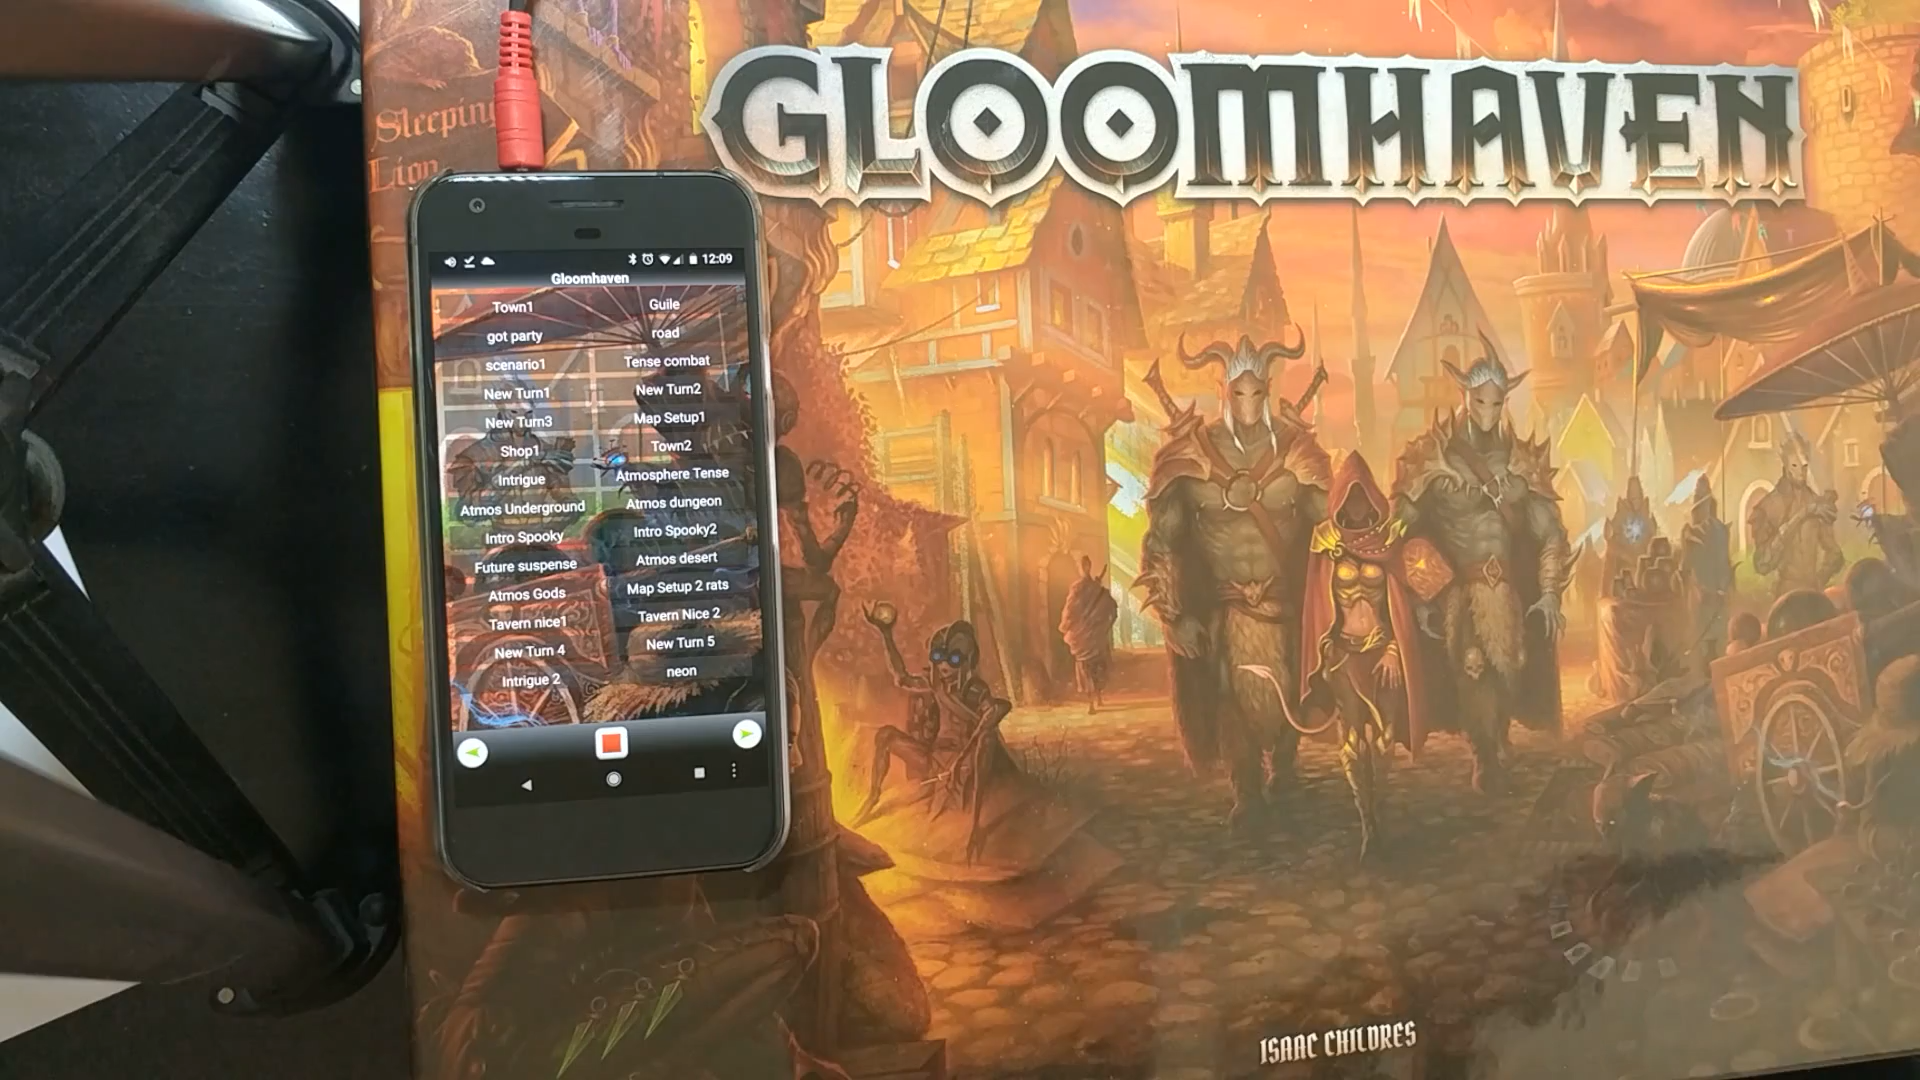 GLOOMHAVEN
Sleeping
Lion
12:09
Gloomhaven
Town1
Guile
got party
road
scenario1
Tense combat
New Turn1
New Turn2
New Turn3
Map Setup1
Shop1
Town2
Intrigue
Atmosphere Tense
Atmos Underground
Atmos dungeon
Intro Spooky
Intro Spooky2
Future suspense
Atmos desert
Atmos Gods
Map Setup 2 rats
Tavern nice1
Tavern Nice 2
New Turn 4
New Turn 5
Intrigue 2
neon
ISAAC CHILDRES